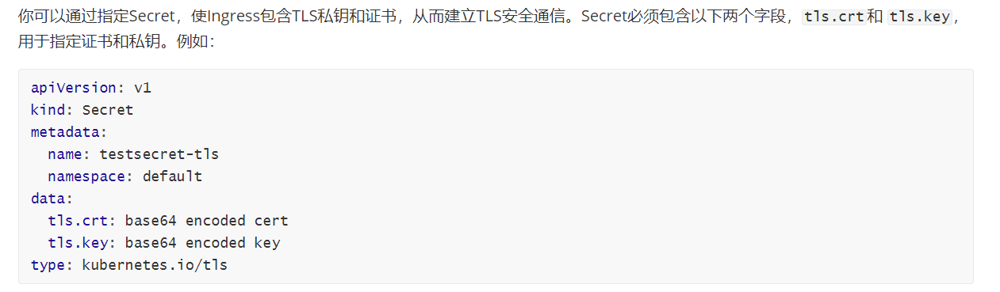 你可以通过指定Secret，使Ingress包含TLS私钥和证书，从而建立TLS安全通信。Secret必须包含以下两个字段，tls.crt和 tls.key，
用于指定证书和私钥。例如：
apiVersion: v1
kind: Secret
metadata:
  name: testsecret-tls
  namespace: default
data:
  tls.crt: base64 encoded cert
  tls.key: base64 encoded key
type: kubernetes.io/tls